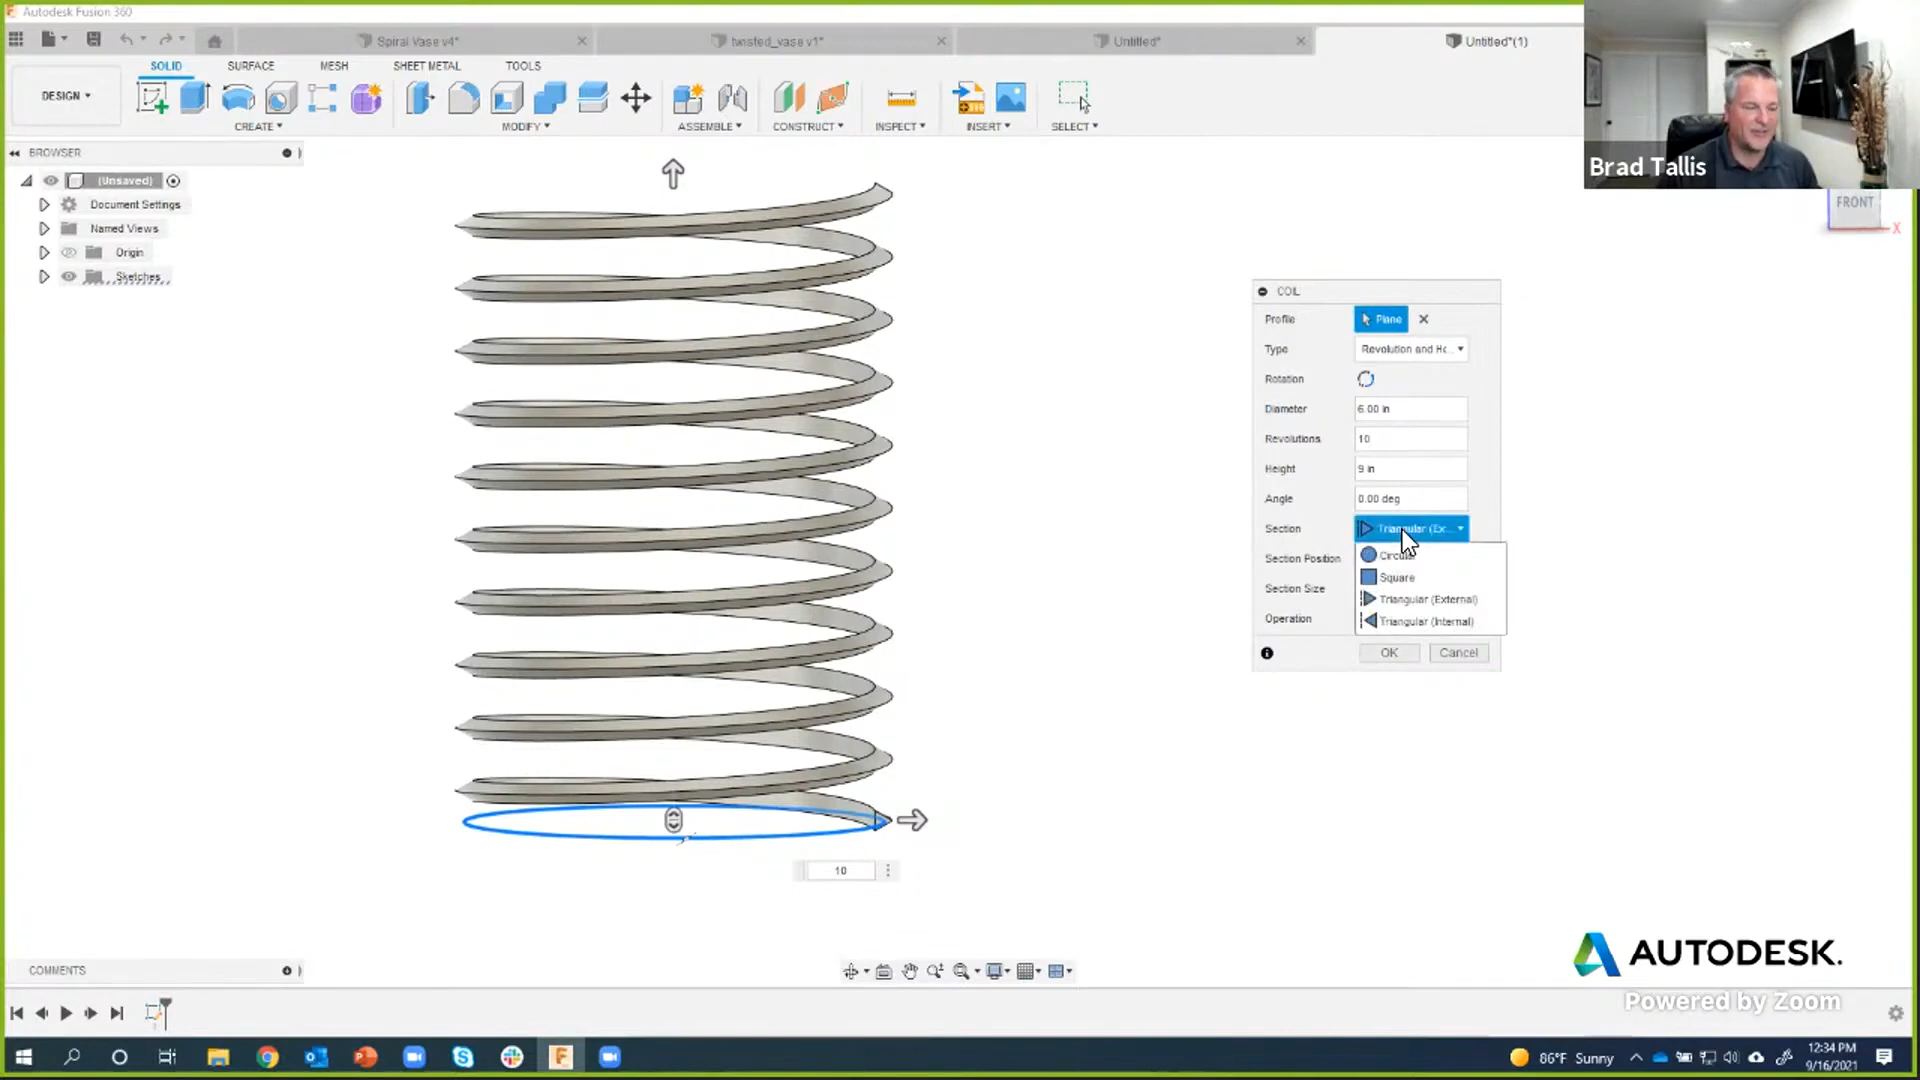 Autodesk Fusion 360
Spiral Vase v4*
twisted_vase v1*
Untitled*
Untitled*(1)
SOLID
SURFACE
MESH
SHEET METAL
TOOLS
DESIGN
CREATE
MODIFY
ASSEMBLE
CONSTRUCT
INSPECT
INSERT
SELECT
Brad Tallis
FRONT
X
BROWSER
(Unsaved)
Document Settings
Named Views
Origin
Sketches
COIL
Profile
Plane
Type
Revolution and He...
Rotation
Diameter
6.00 in
Revolutions
10
Height
9 in
Angle
0.00 deg
Section
Triangular (Ex...
Circular
Square
Triangular (External)
Triangular (Internal)
Section Position
Section Size
Operation
OK
Cancel
10
COMMENTS
AUTODESK.
Powered by Zoom
86°F Sunny
12:34 PM
9/16/2021